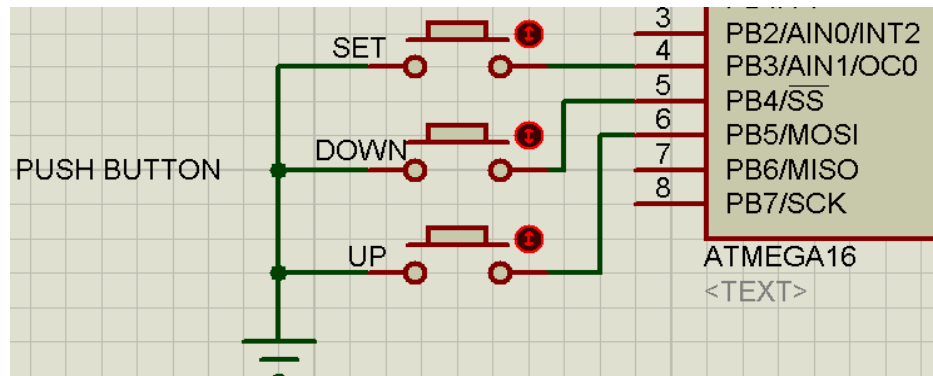 3
PB2/AIN0/INT2
SET
4
PB3/AIN1/OC0
5
PB4/SS
6
PB5/MOSI
DOWN
PUSH BUTTON
7
PB6/MISO
8
PB7/SCK
UP
ATMEGA16
<TEXT>